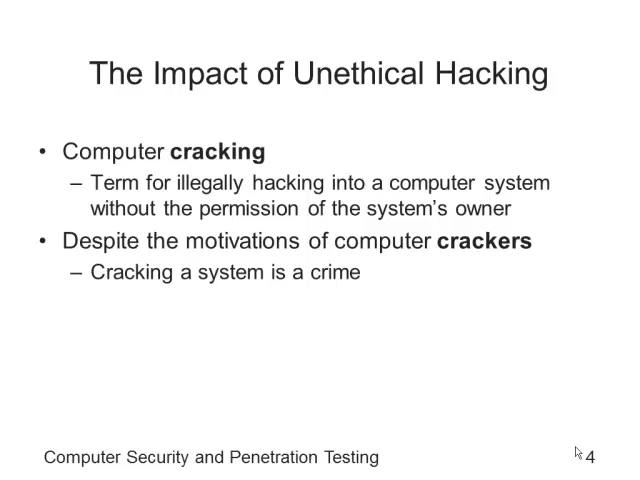 The Impact of Unethical Hacking
• Computer cracking
– Term for illegally hacking into a computer system
without the permission of the system's owner
• Despite the motivations of computer crackers
– Cracking a system is a crime
Computer Security and Penetration Testing
4